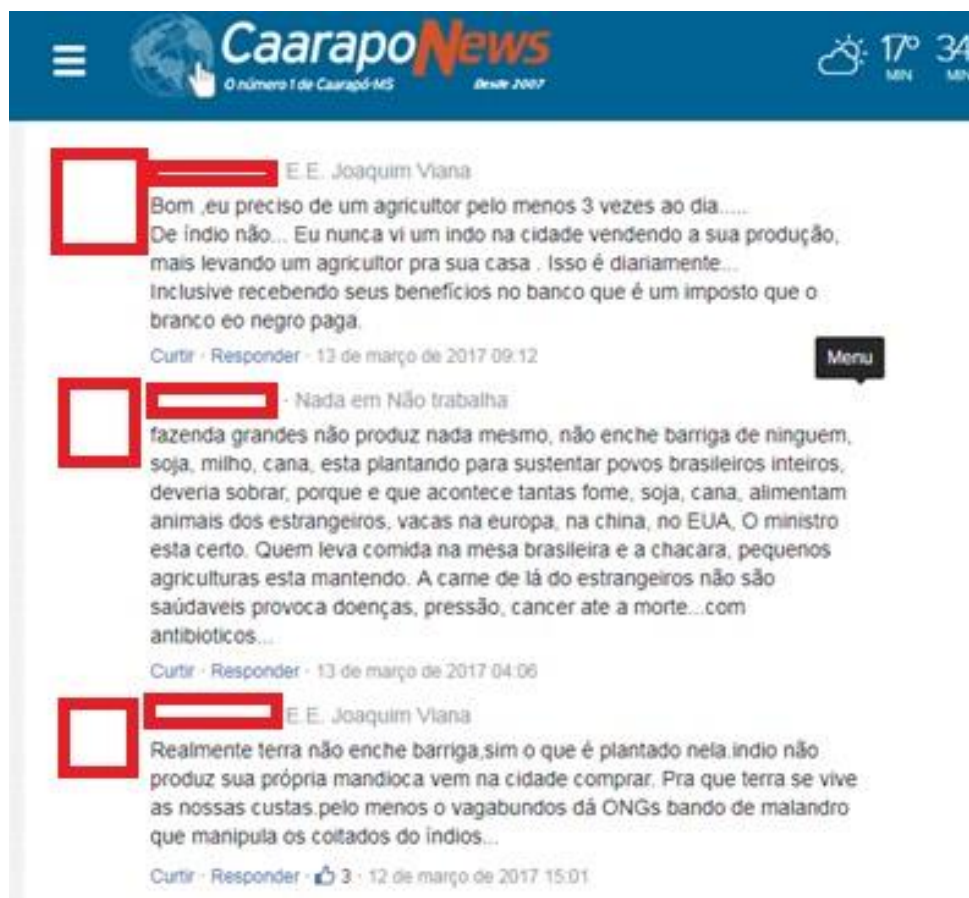 CaarapoNews
O número 1 de Caarapó-MS Desde 2007
17º 34
MIN MIN
E.E. Joaquim Viana
Bom ,eu preciso de um agricultor pelo menos 3 vezes ao dia.....
De índio não... Eu nunca vi um indo na cidade vendendo a sua produção,
mais levando um agricultor pra sua casa . Isso é diariamente...
Inclusive recebendo seus benefícios no banco que é um imposto que o
branco eo negro paga.
Curtir · Responder · 13 de março de 2017 09:12
Menu
· Nada em Não trabalha
fazenda grandes não produz nada mesmo, não enche barriga de ninguem,
soja, milho, cana, esta plantando para sustentar povos brasileiros inteiros,
deveria sobrar, porque e que acontece tantas fome, soja, cana, alimentam
animais dos estrangeiros, vacas na europa, na china, no EUA, O ministro
esta certo. Quem leva comida na mesa brasileira e a chacara, pequenos
agriculturas esta mantendo. A carne de lá do estrangeiros não são
saúdaveis provoca doenças, pressão, cancer ate a morte...com
antibioticos...
Curtir · Responder · 13 de março de 2017 04:06
E.E. Joaquim Viana
Realmente terra não enche barriga,sim o que é plantado nela.indio não
produz sua própria mandioca vem na cidade comprar. Pra que terra se vive
as nossas custas.pelo menos o vagabundos dá ONGs bando de malandro
que manipula os coitados do índios...
Curtir · Responder · 3 · 12 de março de 2017 15:01